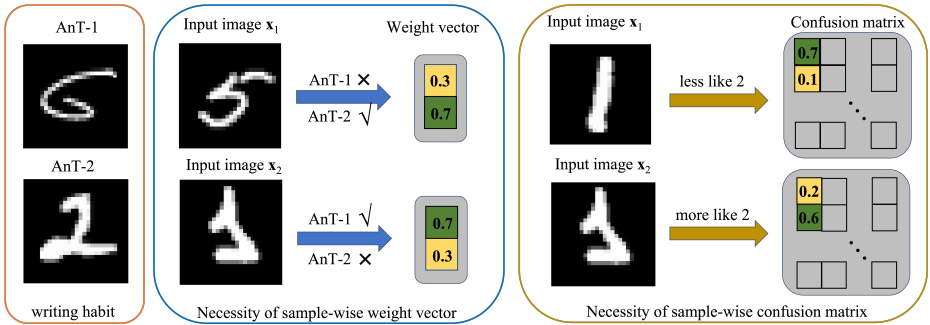 AnT-1
AnT-2
writing habit
Input image x₁
Weight vector
AnT-1 ×
AnT-2 √
0.3
0.7
Input image x₂
AnT-1 √
AnT-2 ×
0.7
0.3
Necessity of sample-wise weight vector
Input image x₁
Confusion matrix
less like 2
0.7
0.1
Input image x₂
more like 2
0.2
0.6
Necessity of sample-wise confusion matrix